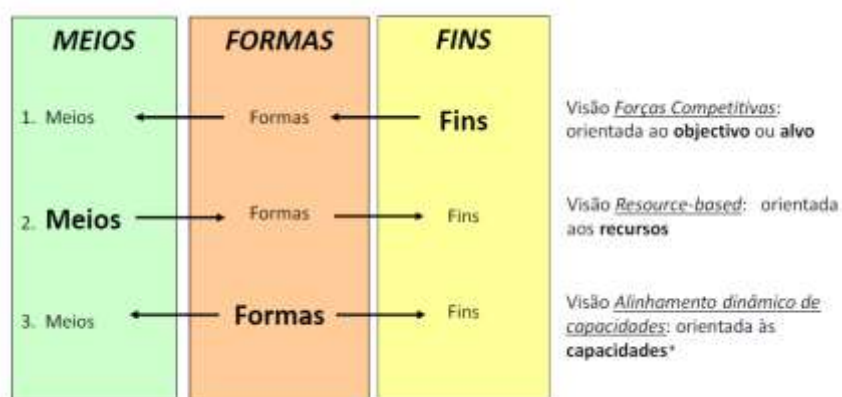 MEIOS FORMAS FINS
1. Meios Formas Fins
Visão Forças Competitivas:
orientada ao objectivo ou alvo
2. Meios Formas Fins
Visão Resource-based: orientada
aos recursos
3. Meios Formas Fins
Visão Alinhamento dinâmico de
capacidades: orientada às
capacidades*